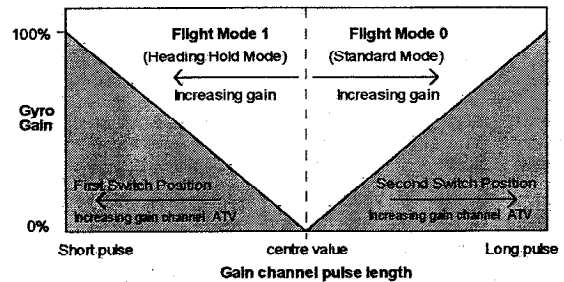 100%
Flight Mode 1
(Heading Hold Mode)
Increasing gain
Flight Mode 0
(Standard Mode)
Increasing gain
Gyro
Gain
First Switch Position
Increasing gain channel ATV
Second Switch Position
Increasing gain channel ATV
0%
Short pulse
centre value
Long pulse
Gain channel pulse length